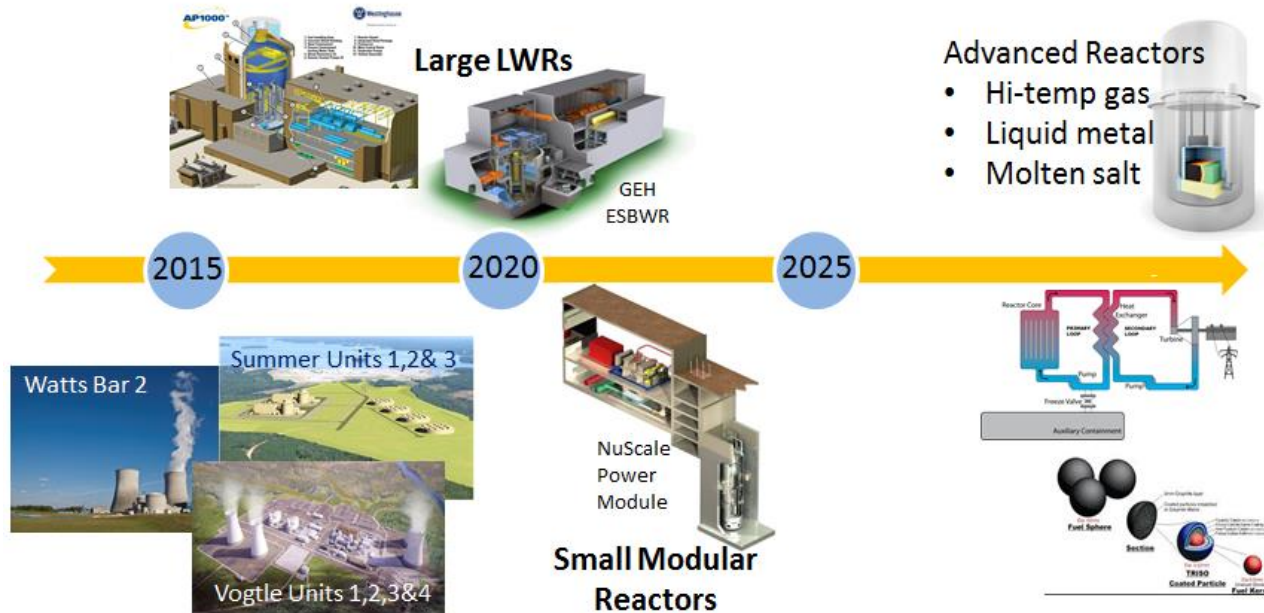 AP1000™
Westinghouse
Large LWRs
GEH
ESBWR
Advanced Reactors
• Hi-temp gas
• Liquid metal
• Molten salt
2015
2020
2025
Watts Bar 2
Summer Units 1,2& 3
Vogtle Units 1,2,3&4
NuScale
Power
Module
Small Modular
Reactors
Reactor Core
Heat
Exchanger
PRIMARY
LOOP
SECONDARY
LOOP
Turbine
Pump
Pump
Freeze Valve
Auxiliary Containment
Fuel Sphere
Section
TRISO
Coated Particle
Fuel Kern